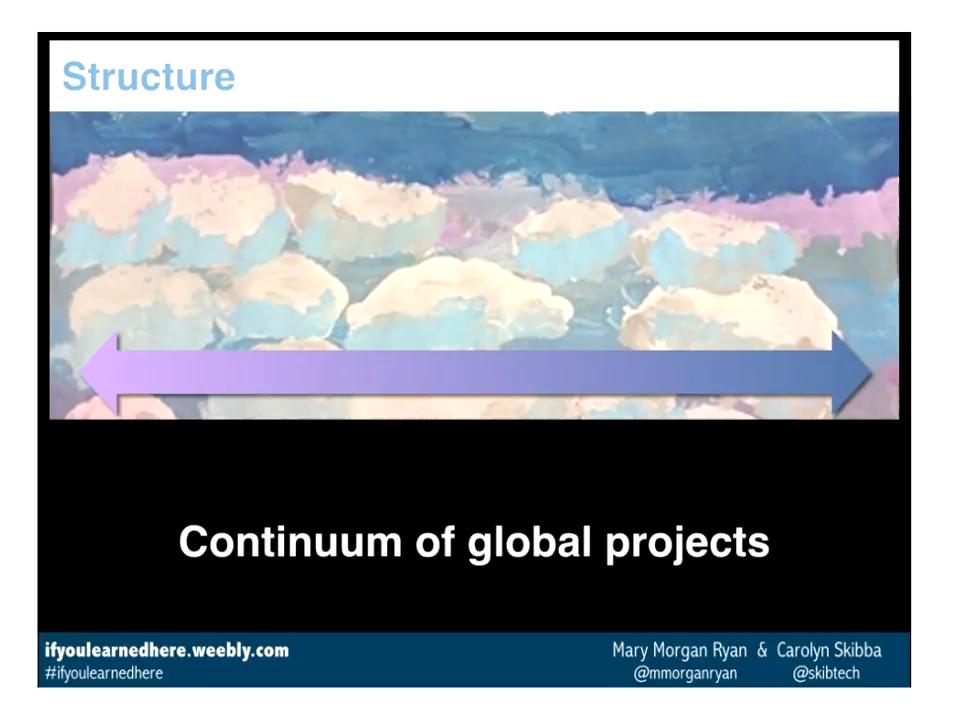 Structure
Continuum of global projects
ifyoulearnedhere.weebly.com
#ifyoulearnedhere
Mary Morgan Ryan & Carolyn Skibba
@mmorganryan @skibtech